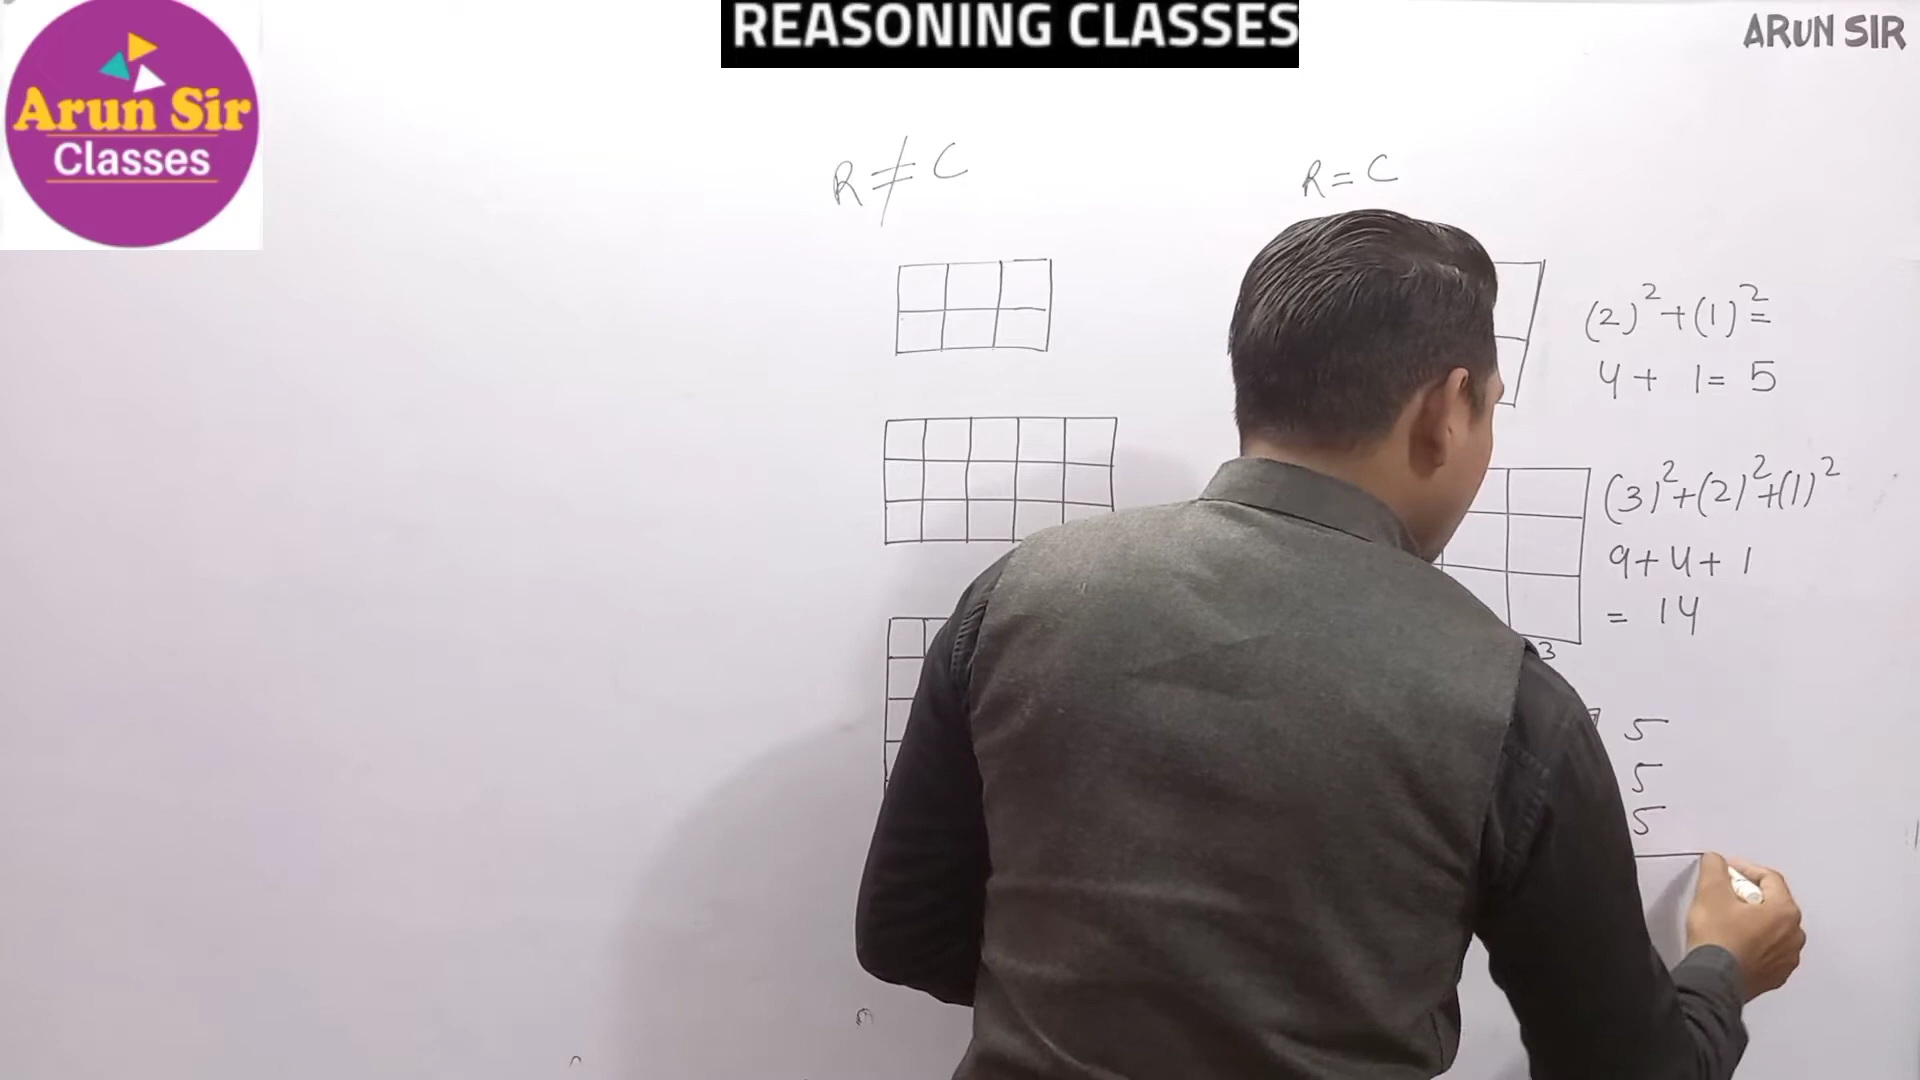 REASONING CLASSES
ARUN SIR
Arun Sir
Classes
R ≠ C
R = C
(2)² + (1)² =
4 + 1 = 5
(3)² + (2)² + (1)²
9 + 4 + 1
= 14
3
5
5